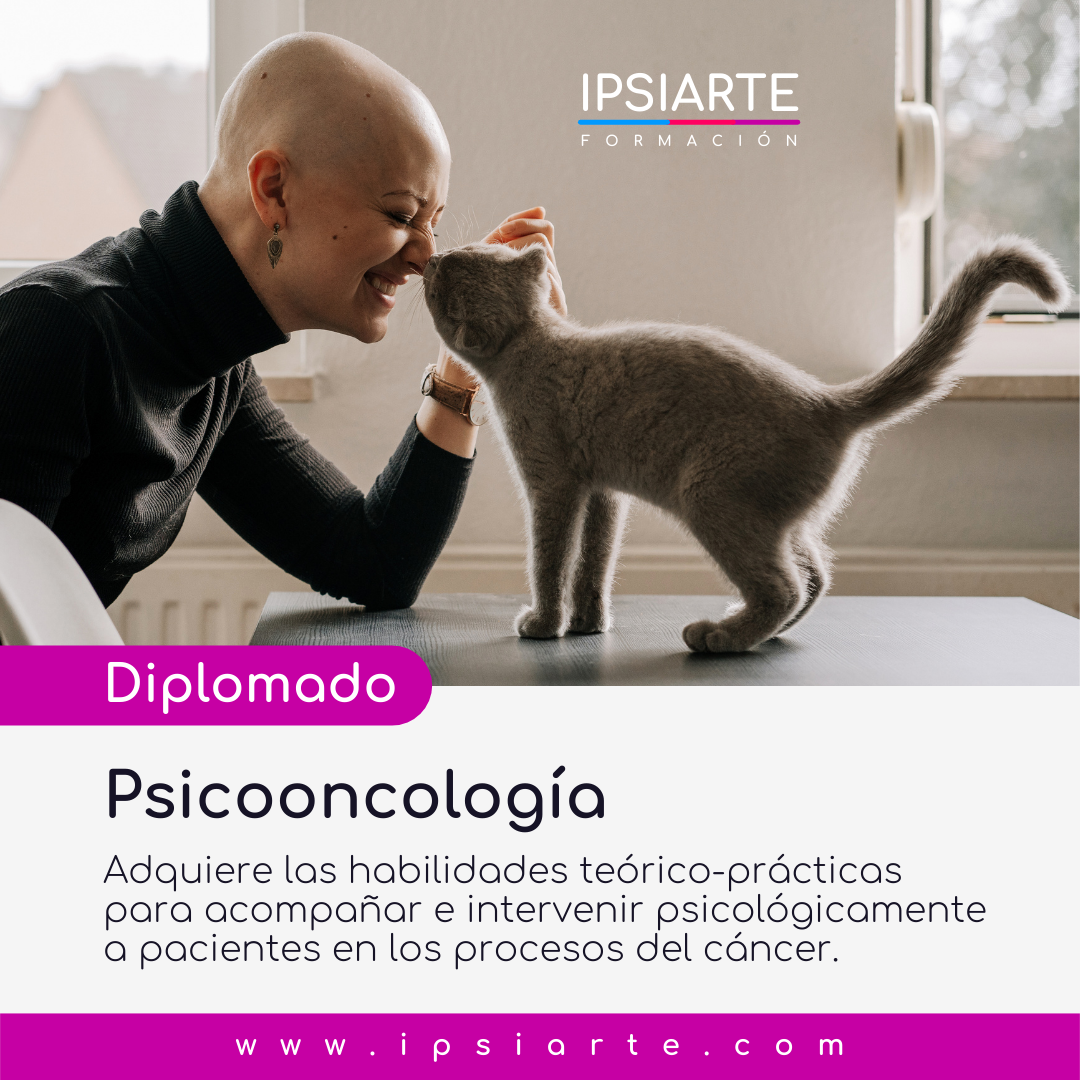 IPSIARTE
FORMACIÓN
Diplomado
Psicooncología
Adquiere las habilidades teórico-prácticas
para acompañar e intervenir psicológicamente
a pacientes en los procesos del cáncer.
www.ipsiarte.com